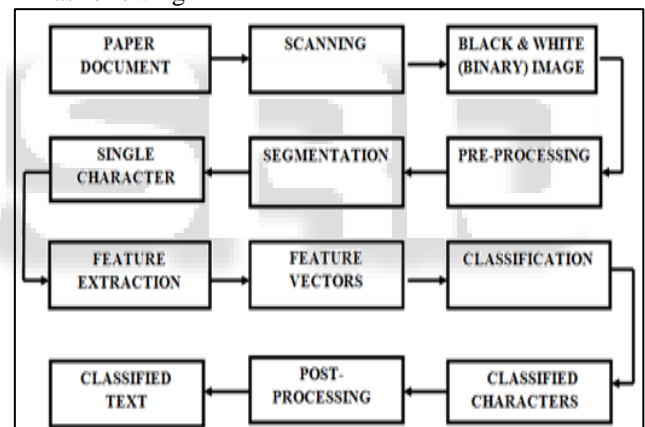 PAPER
DOCUMENT
SCANNING
BLACK & WHITE
(BINARY) IMAGE
SINGLE
CHARACTER
SEGMENTATION
PRE-PROCESSING
FEATURE
EXTRACTION
FEATURE
VECTORS
CLASSIFICATION
CLASSIFIED
TEXT
POST-
PROCESSING
CLASSIFIED
CHARACTERS